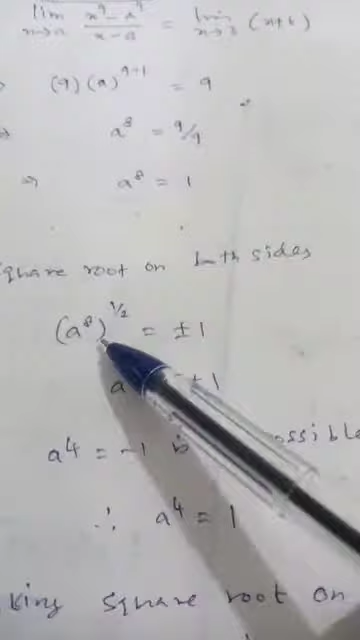 lim x⁹ - a⁹ / x - a = lim (x+6)
x→a x→3
(9)(a)⁹⁺¹ = 9
a⁸ = 9/9
or a⁸ = 1
square root on both sides
(a⁸)^1/2 = ±1
a
a⁴ = -1
∴ a⁴ = 1
king square root on